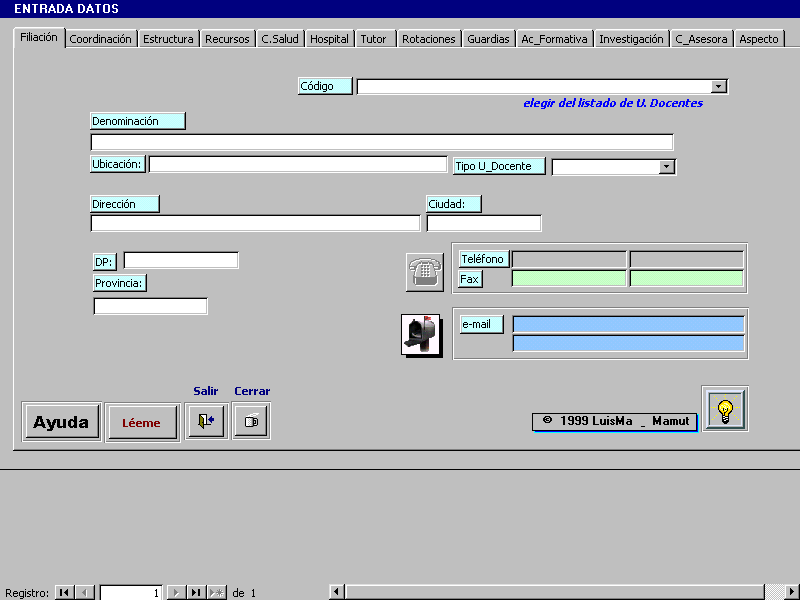 ENTRADA DATOS
Filiación Coordinación Estructura Recursos C.Salud Hospital Tutor Rotaciones Guardias Ac_Formativa Investigación C_Asesora Aspecto
Código
elegir del listado de U. Docentes
Denominación
Ubicación: Tipo U_Docente
Dirección Ciudad:
DP: Teléfono
Fax
Provincia:
e-mail
Salir Cerrar
Ayuda Léeme
© 1999 LuisMa _ Mamut
Registro: 1 de 1